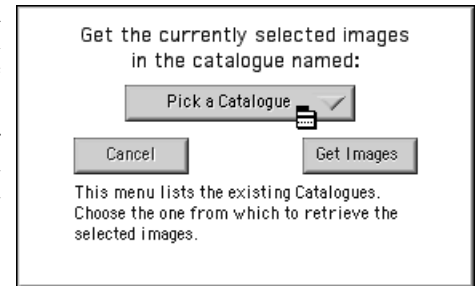 Get the currently selected images
in the catalogue named:
Pick a Catalogue
Cancel
Get Images
This menu lists the existing Catalogues.
Choose the one from which to retrieve the
selected images.